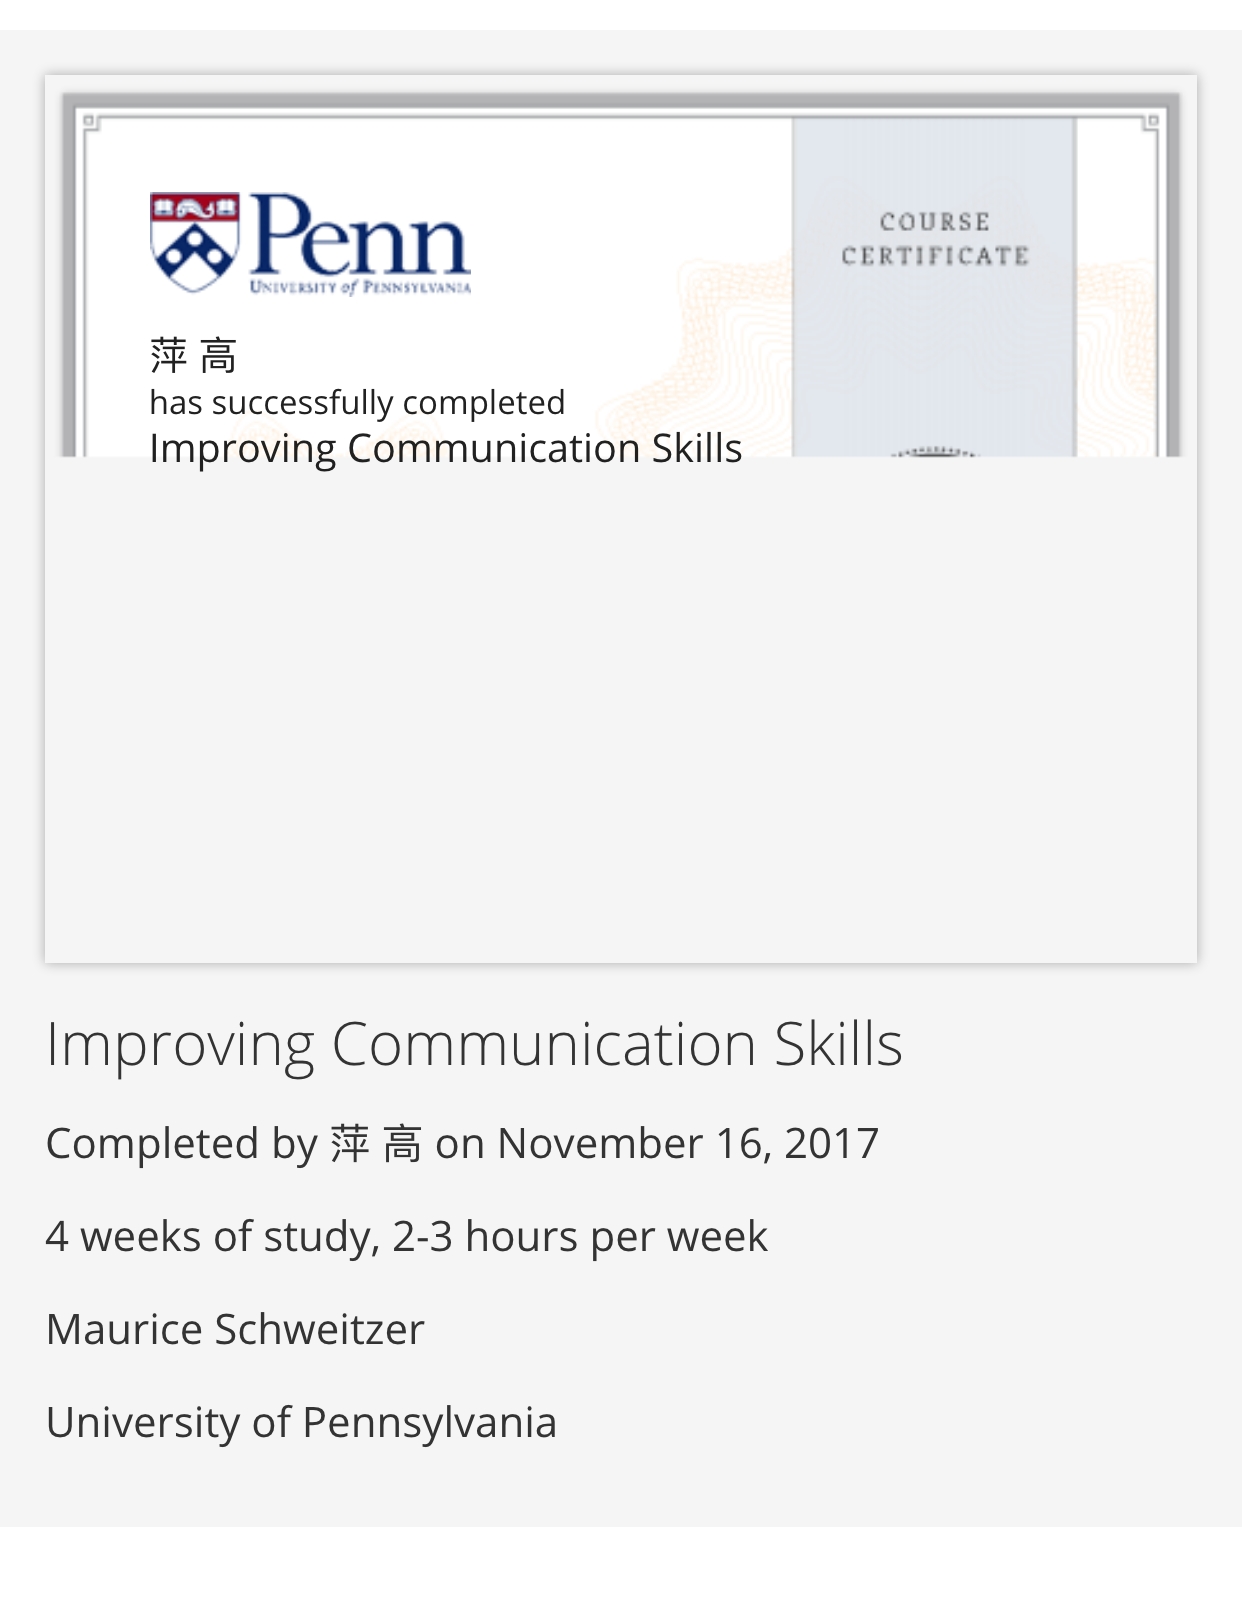 Penn
UNIVERSITY of PENNSYLVANIA
COURSE
CERTIFICATE
萍 高
has successfully completed
Improving Communication Skills
Improving Communication Skills
Completed by 萍 高 on November 16, 2017
4 weeks of study, 2-3 hours per week
Maurice Schweitzer
University of Pennsylvania